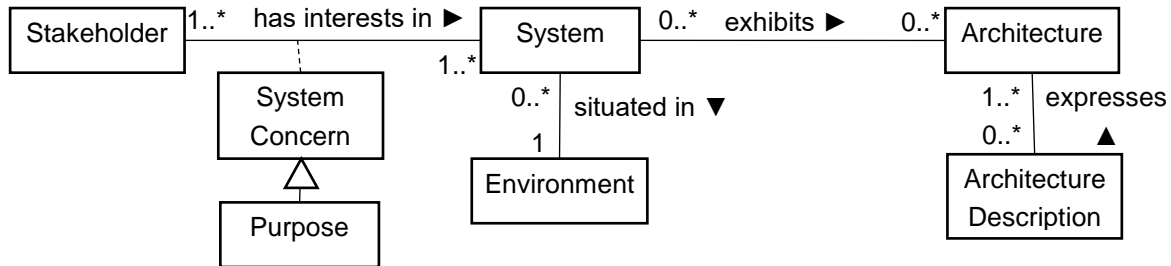 Stakeholder
1..*
has interests in ►
1..*
System
0..*
exhibits ►
0..*
Architecture
System
Concern
Purpose
0..*
situated in ▼
1
Environment
1..*
expresses
▲
0..*
Architecture
Description